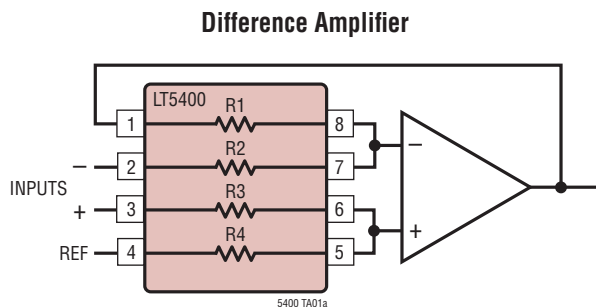 Difference Amplifier
LT5400
R1
1
8
R2
−
2
7
−
INPUTS
R3
+
3
6
R4
+
REF
4
5
5400 TA01a